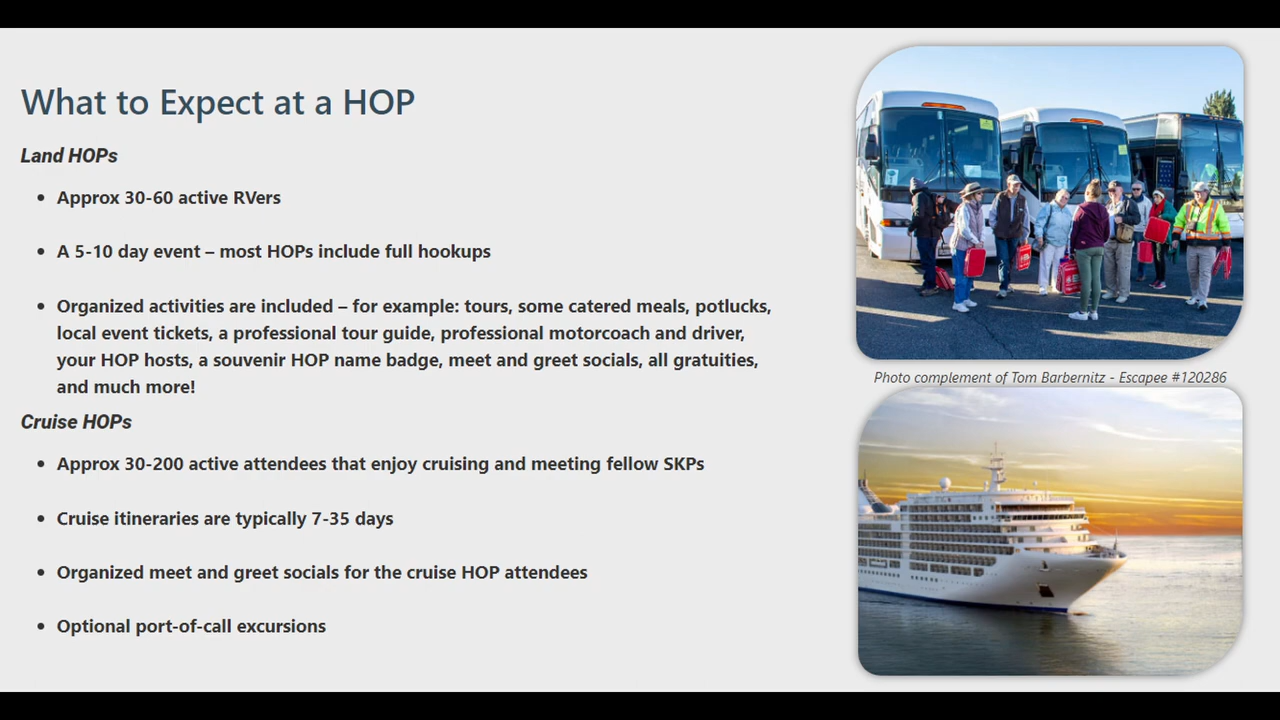 What to Expect at a HOP
Land HOPs
• Approx 30-60 active RVers
• A 5-10 day event – most HOPs include full hookups
• Organized activities are included – for example: tours, some catered meals, potlucks,
local event tickets, a professional tour guide, professional motorcoach and driver,
your HOP hosts, a souvenir HOP name badge, meet and greet socials, all gratuities,
and much more!
Cruise HOPs
• Approx 30-200 active attendees that enjoy cruising and meeting fellow SKPs
• Cruise itineraries are typically 7-35 days
• Organized meet and greet socials for the cruise HOP attendees
• Optional port-of-call excursions
Photo complement of Tom Barbernitz - Escapee #120286